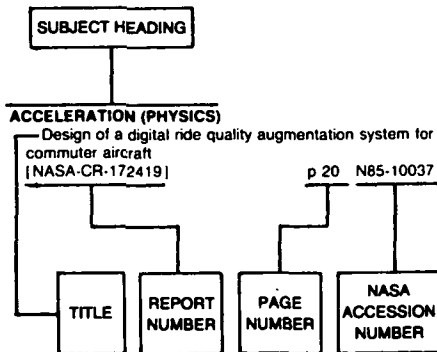 SUBJECT HEADING
ACCELERATION (PHYSICS)
Design of a digital ride quality augmentation system for
commuter aircraft
[NASA-CR-172419] p 20 N85-10037
TITLE
REPORT
NUMBER
PAGE
NUMBER
NASA
ACCESSION
NUMBER